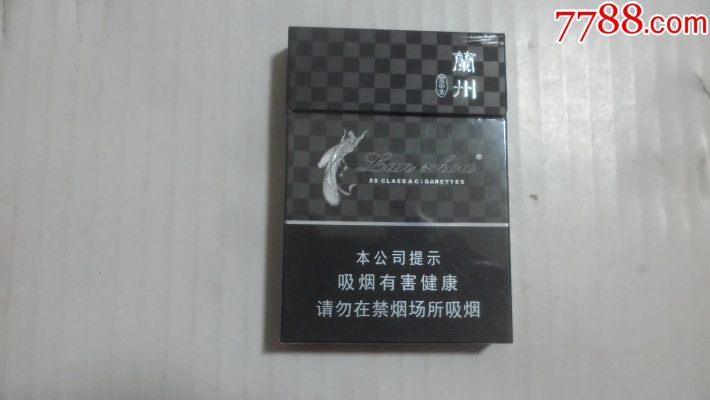 7788.com
蘭州
Lan zhou ®
20 CLASS A CIGARETTES
本公司提示
吸烟有害健康
请勿在禁烟场所吸烟